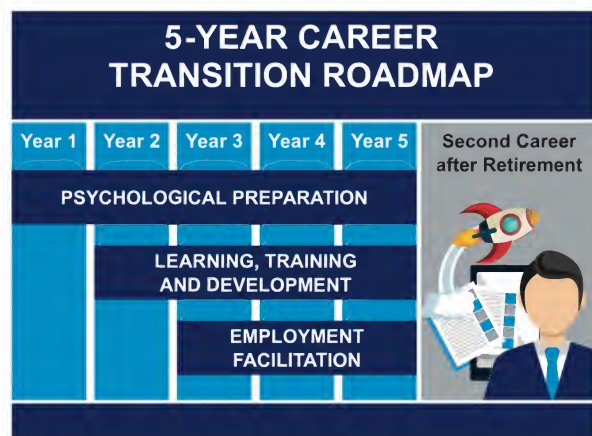 5-YEAR CAREER
TRANSITION ROADMAP
Year 1 Year 2 Year 3 Year 4 Year 5
Second Career
after Retirement
PSYCHOLOGICAL PREPARATION
LEARNING, TRAINING
AND DEVELOPMENT
EMPLOYMENT
FACILITATION